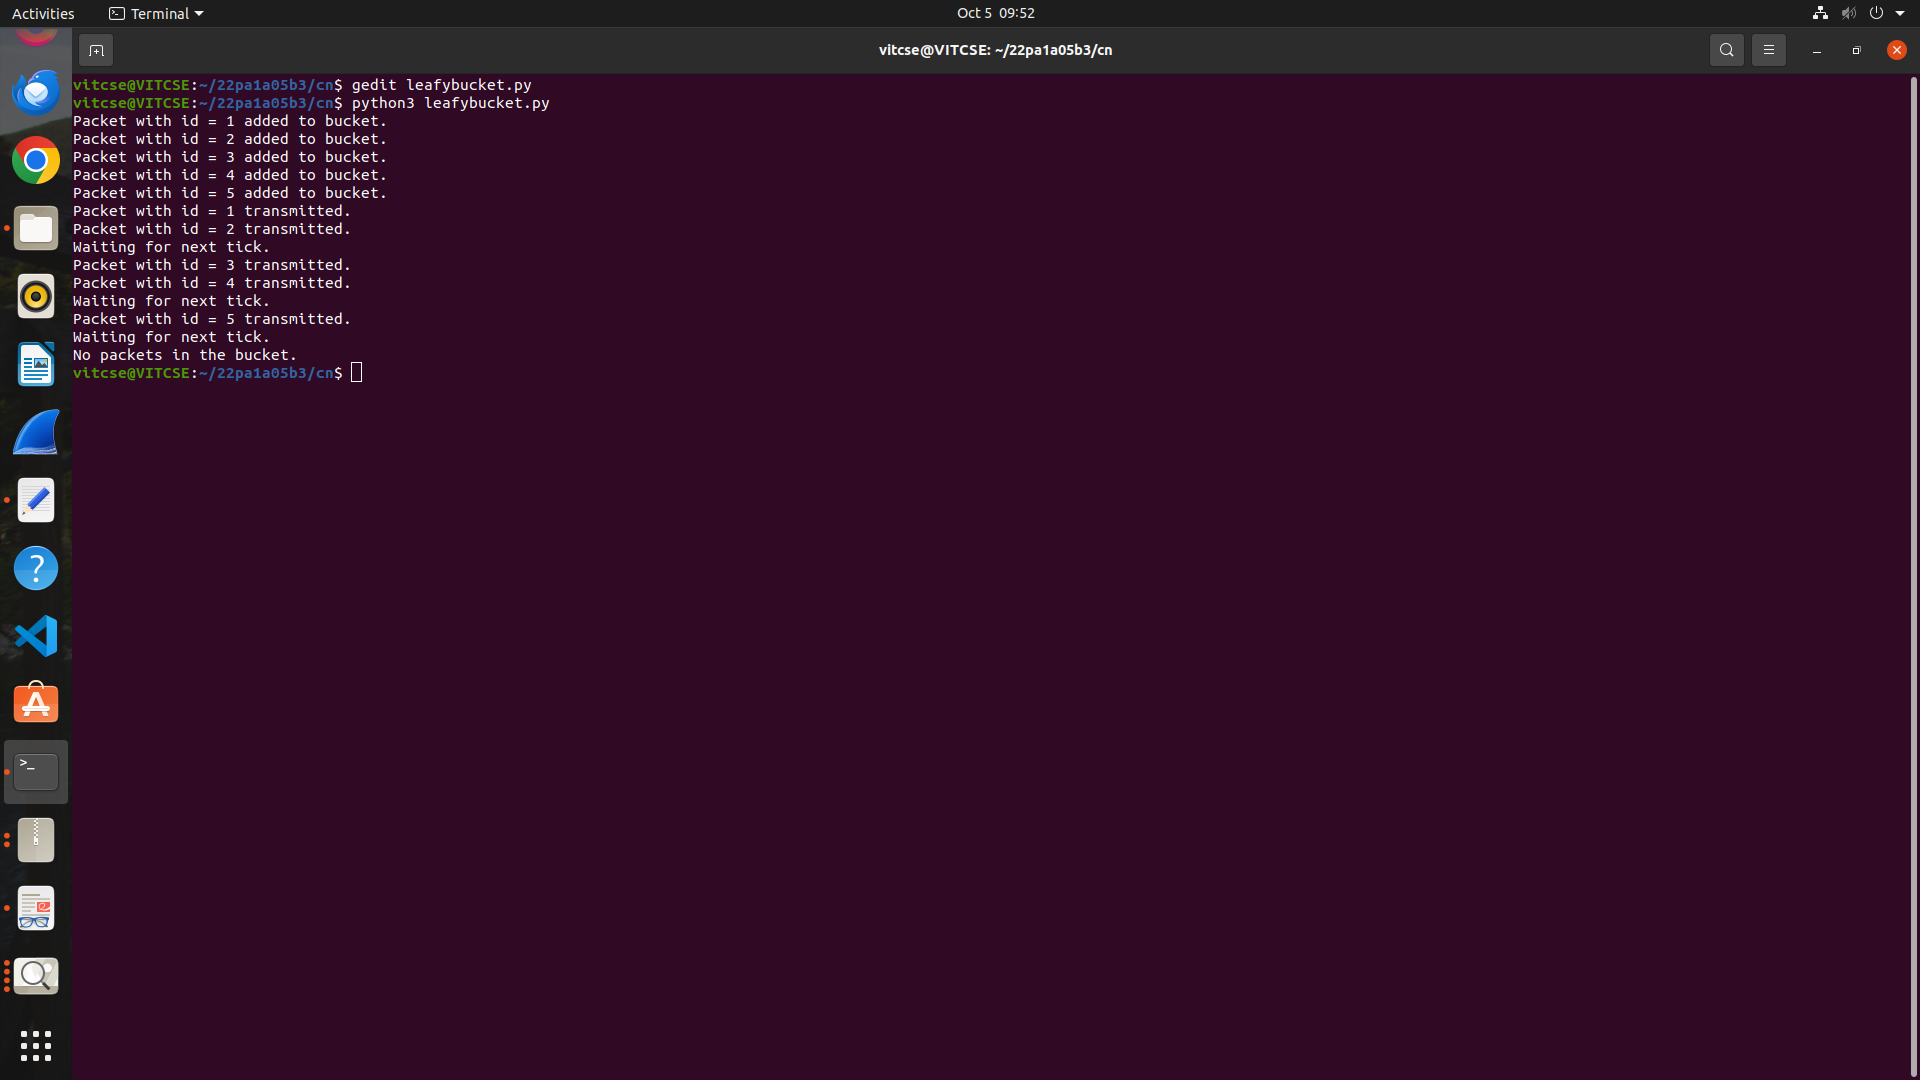 Activities
Terminal
Oct 5 09:52
vitcse@VITCSE: ~/22pa1a05b3/cn
vitcse@VITCSE:~/22pa1a05b3/cn$ gedit leafybucket.py
vitcse@VITCSE:~/22pa1a05b3/cn$ python3 leafybucket.py
Packet with id = 1 added to bucket.
Packet with id = 2 added to bucket.
Packet with id = 3 added to bucket.
Packet with id = 4 added to bucket.
Packet with id = 5 added to bucket.
Packet with id = 1 transmitted.
Packet with id = 2 transmitted.
Waiting for next tick.
Packet with id = 3 transmitted.
Packet with id = 4 transmitted.
Waiting for next tick.
Packet with id = 5 transmitted.
Waiting for next tick.
No packets in the bucket.
vitcse@VITCSE:~/22pa1a05b3/cn$